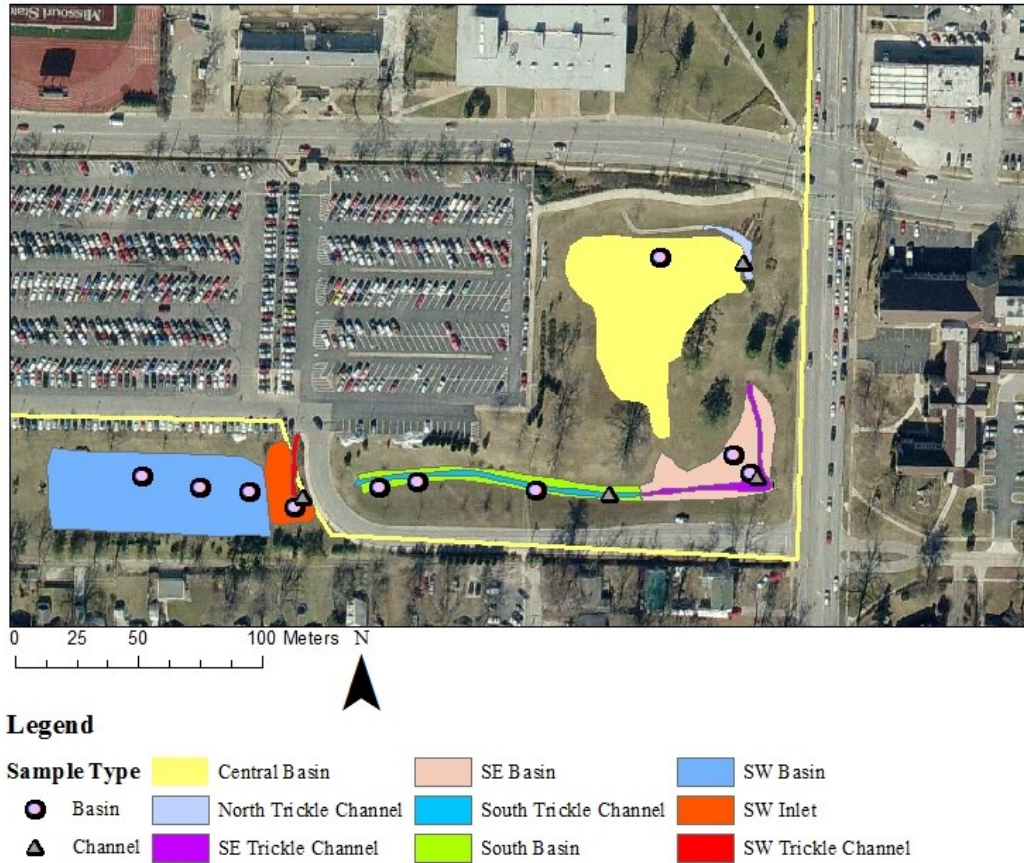 Missouri Stat
0 25 50 100 Meters N
Legend
Sample Type
Basin
Channel
Central Basin
North Trickle Channel
SE Trickle Channel
SE Basin
South Trickle Channel
South Basin
SW Basin
SW Inlet
SW Trickle Channel